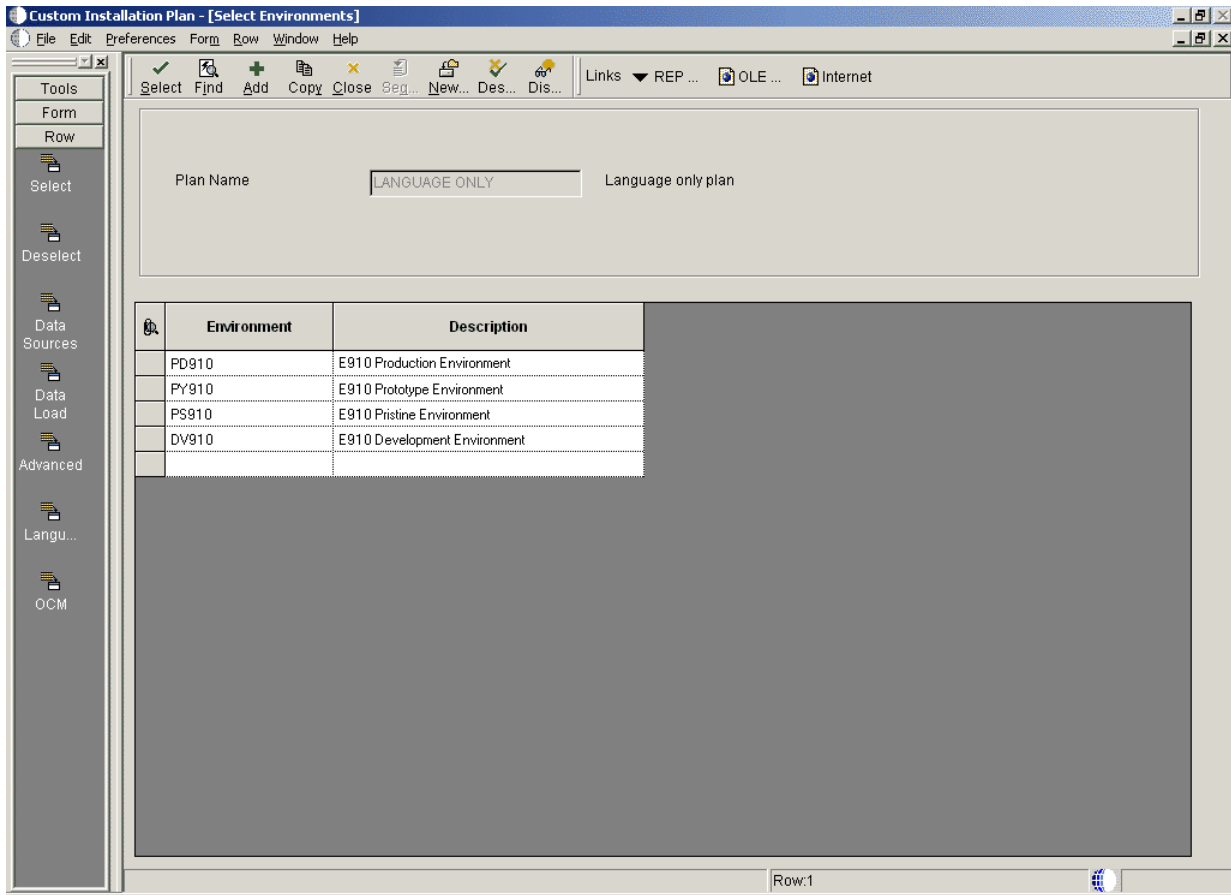 Custom Installation Plan - [Select Environments]
File Edit Preferences Form Row Window Help
Tools
Form
Row
Select
Deselect
Data
Sources
Data
Load
Advanced
Langu...
OCM
Select Find Add Copy Close Seq... New... Des... Dis... Links REP ... OLE ... Internet
Plan Name LANGUAGE ONLY Language only plan
Environment Description
PD910 E910 Production Environment
PY910 E910 Prototype Environment
PS910 E910 Pristine Environment
DV910 E910 Development Environment
Row:1